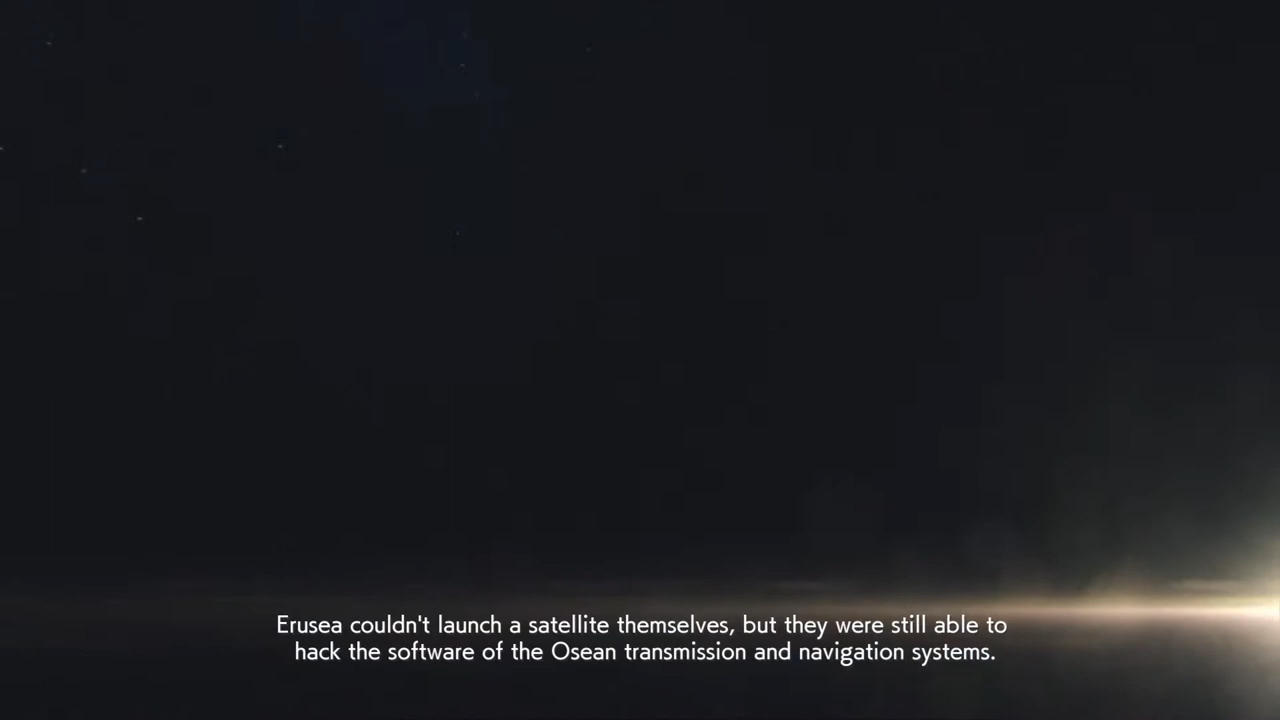 Erusea couldn't launch a satellite themselves, but they were still able to
hack the software of the Osean transmission and navigation systems.